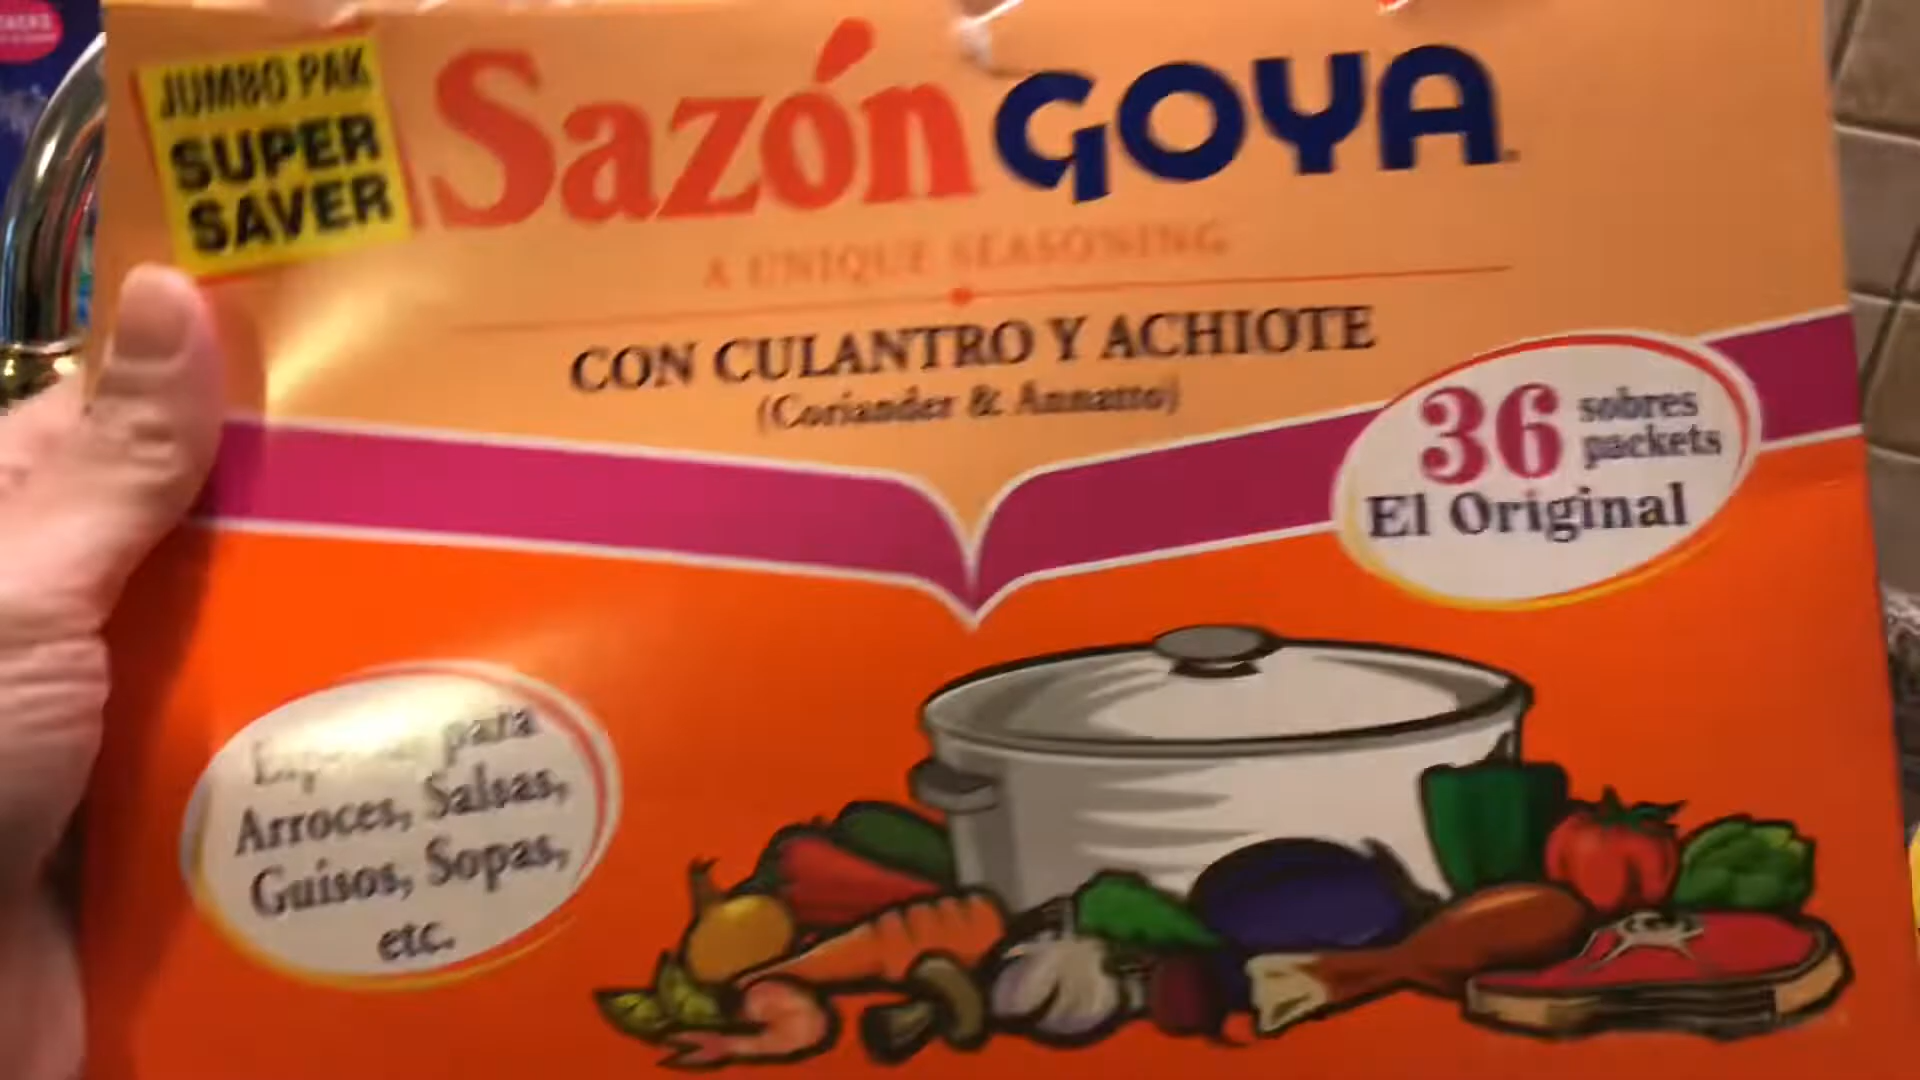 JUMBO PAK
SUPER
SAVER
Sazón GOYA
A UNIQUE SEASONING
CON CULANTRO Y ACHIOTE
(Coriander & Annatto)
36 sobres
packets
El Original
para
Arroces, Salsas,
Guisos, Sopas,
etc.